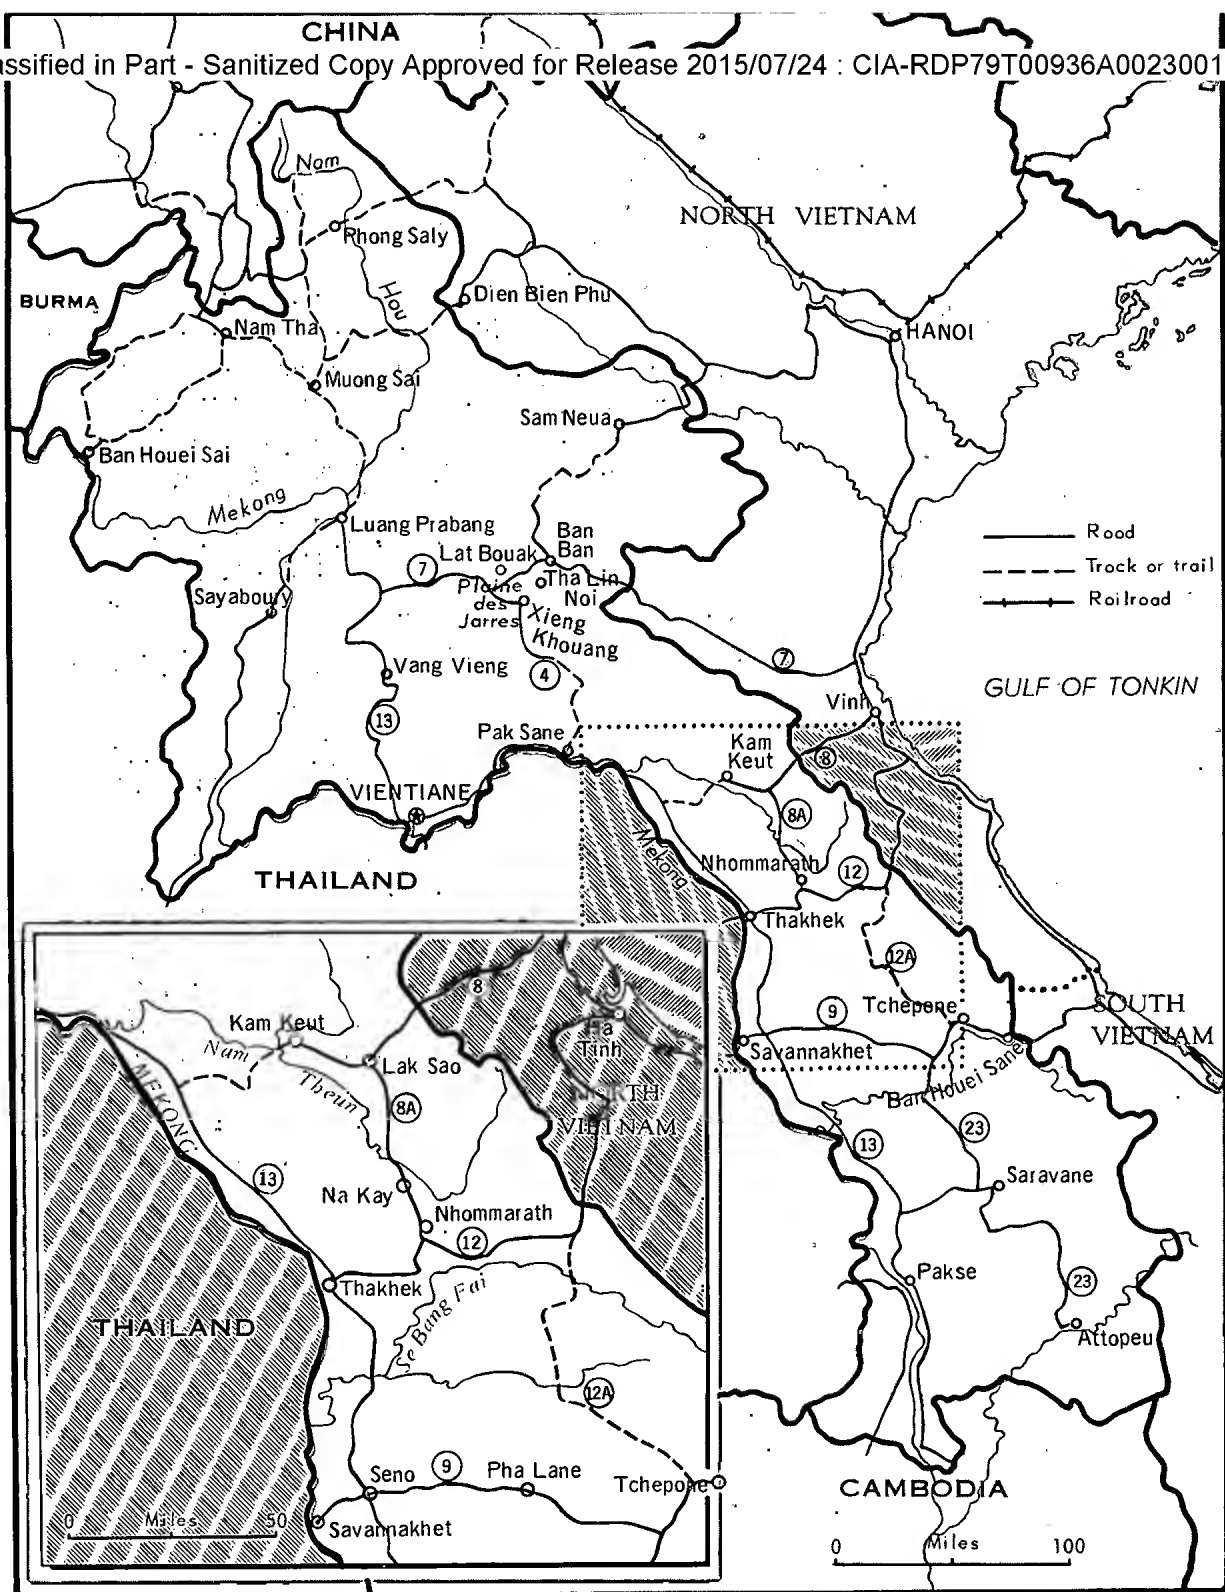 CHINA
assified in Part - Sanitized Copy Approved for Release 2015/07/24 : CIA-RDP79T00936A0023001
Nam
Hou
NORTH VIETNAM
Phong Saly
BURMA
Dien Bien Phu
Nam Tha
HANOI
Muong Sai
Sam Neua
Ban Houei Sai
Mekong
Luang Prabang
Ban
Ban
Lat Bouak
7
Road
Track or trail
Railroad
Plaine
des
Jarres
Tha Lin
Noi
Sayaboury
Xieng
Khouang
7
Vang Vieng
4
GULF OF TONKIN
Vinh
13
Pak Sane
Kam
Keut
8
VIENTIANE
8A
Mekong
Nhommarath
12
THAILAND
Thakhek
12A
Tchepone
9
SOUTH
VIETNAM
Savannakhet
Ban Houei Sane
13
23
Saravane
Pakse
23
Attopeu
CAMBODIA
Miles
0 100
8
Kam Keut
Ha
Tinh
Nam
Theun
Lak Sao
MEKONG
8A
NORTH
VIETNAM
13
Na Kay
Nhommarath
12
Thakhek
Se Bang Fai
THAILAND
12A
Seno
9
Pha Lane
Tchepone
0 Miles 50
Savannakhet